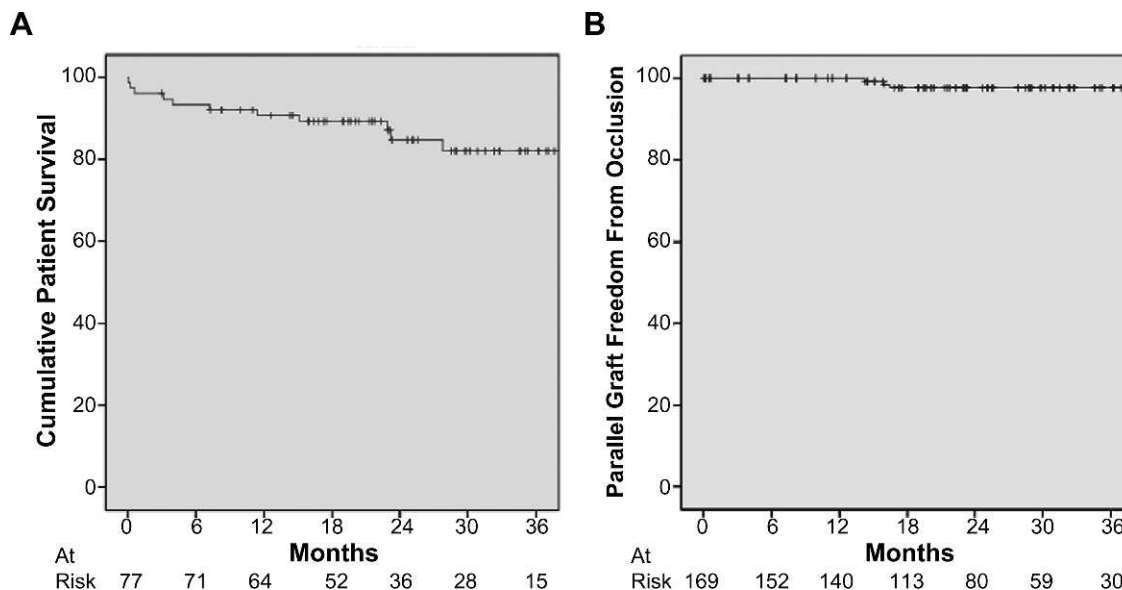 A
Cumulative Patient Survival
100
80
60
40
20
0
0 6 12 18 24 30 36
Months
At
Risk 77 71 64 52 36 28 15
B
Parallel Graft Freedom From Occlusion
100
80
60
40
20
0
0 6 12 18 24 30 36
Months
At
Risk 169 152 140 113 80 59 30